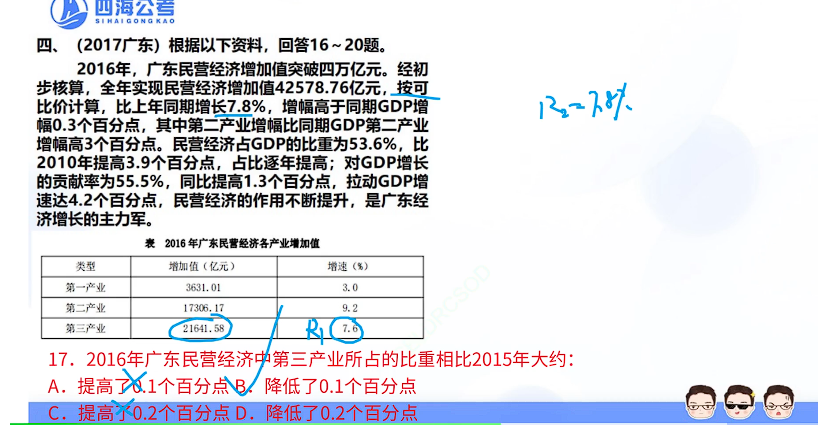 四海公考
SIHAIGONGKAO
四、（2017广东）根据以下资料，回答16～20题。
2016年，广东民营经济增加值突破四万亿元。经初
步核算，全年实现民营经济增加值42578.76亿元，按可
比价计算，比上年同期增长7.8%，增幅高于同期GDP增
幅0.3个百分点，其中第二产业增幅比同期GDP第二产业
增幅高3个百分点。民营经济占GDP的比重为53.6%，比
2010年提高3.9个百分点，占比逐年提高；对GDP增长
的贡献率为55.5%，同比提高1.3个百分点，拉动GDP增
速达4.2个百分点，民营经济的作用不断提升，是广东经
济增长的主力军。
R2=7.8%
表 2016年广东民营经济各产业增加值
类型 增加值（亿元） 增速（%）
第一产业 3631.01 3.0
第二产业 17306.17 9.2
第三产业 21641.58 R1 7.6
17．2016年广东民营经济中第三产业所占的比重相比2015年大约：
A．提高了0.1个百分点 B．降低了0.1个百分点
C．提高了0.2个百分点 D．降低了0.2个百分点